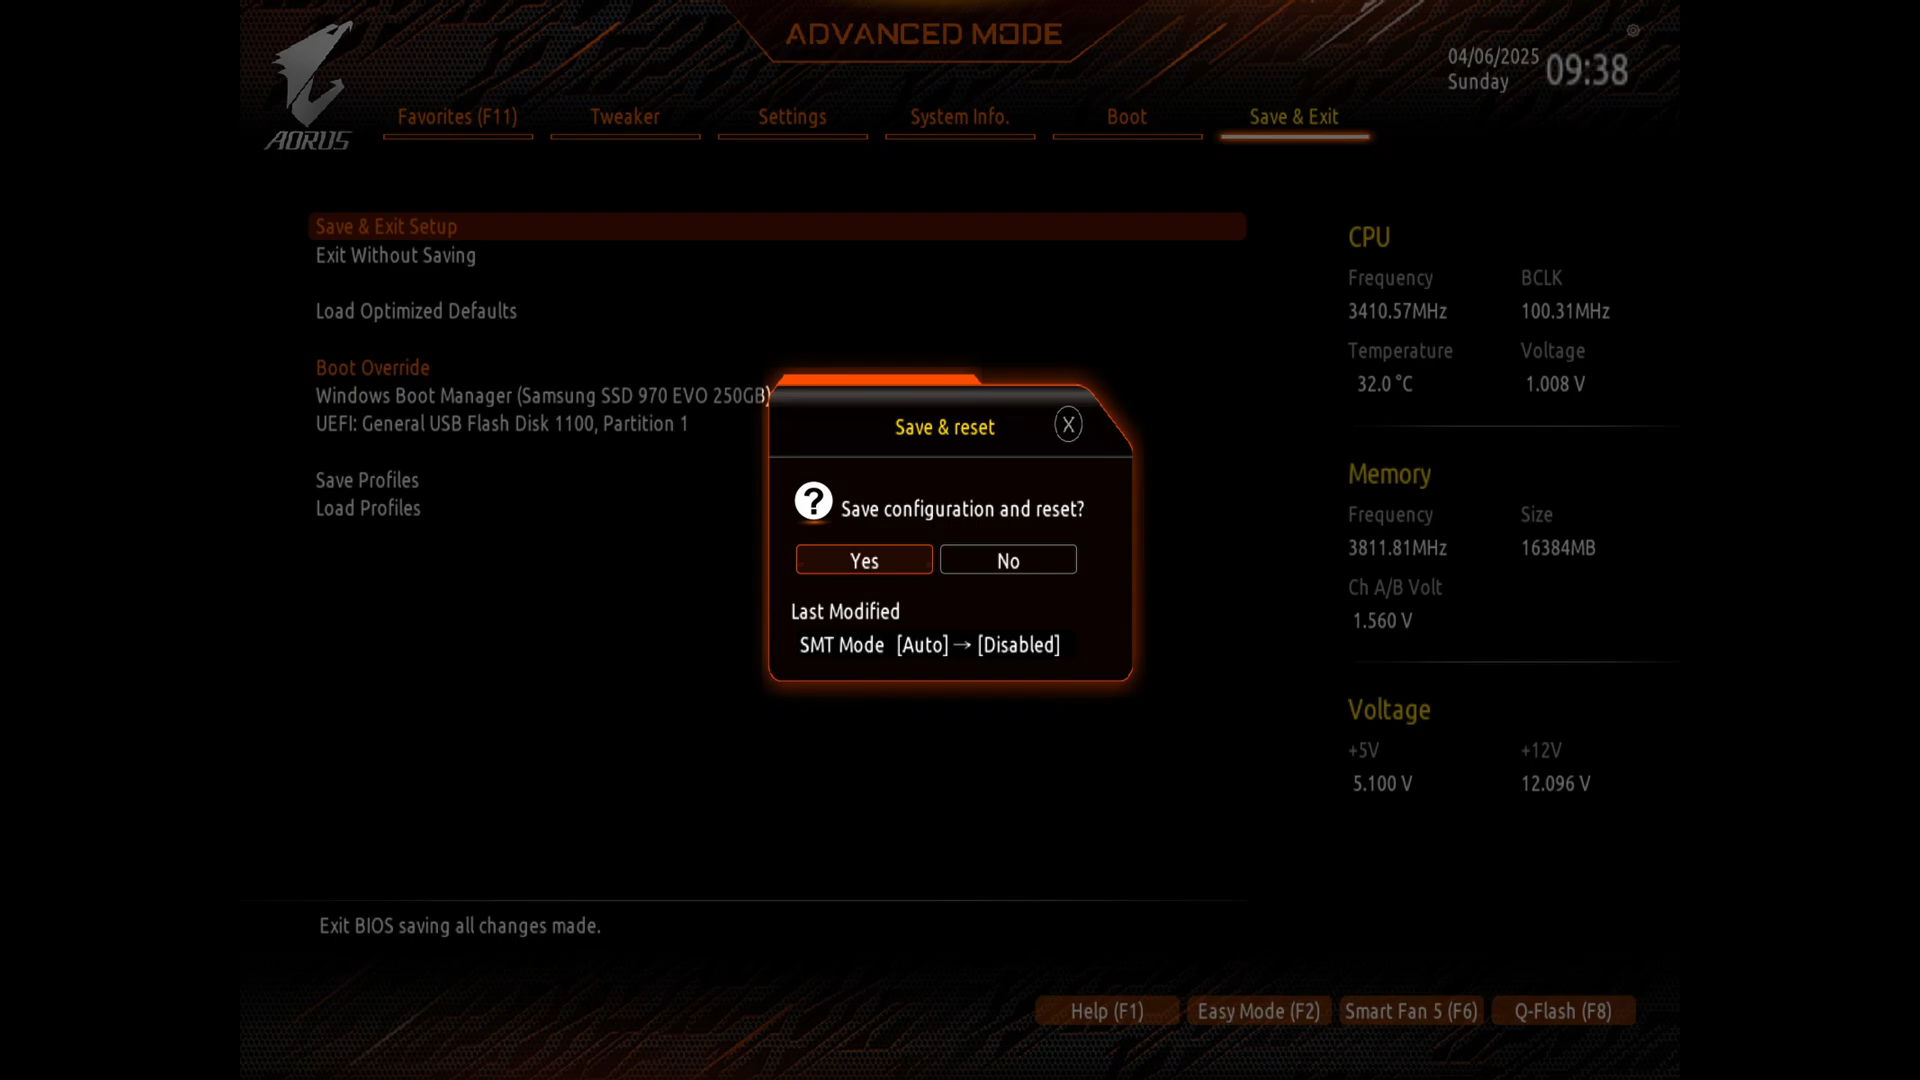 ADVANCED MODE
04/06/2025
Sunday
09:38
AORUS
Favorites (F11)
Tweaker
Settings
System Info.
Boot
Save & Exit
Save & Exit Setup
Exit Without Saving
Load Optimized Defaults
Boot Override
Windows Boot Manager (Samsung SSD 970 EVO 250GB)
UEFI: General USB Flash Disk 1100, Partition 1
Save Profiles
Load Profiles
Save & reset
X
?
Save configuration and reset?
Yes
No
Last Modified
SMT Mode [Auto]→[Disabled]
CPU
Frequency BCLK
3410.57MHz 100.31MHz
Temperature Voltage
32.0 °C 1.008 V
Memory
Frequency Size
3811.81MHz 16384MB
Ch A/B Volt
1.560 V
Voltage
+5V +12V
5.100 V 12.096 V
Exit BIOS saving all changes made.
Help (F1)
Easy Mode (F2)
Smart Fan 5 (F6)
Q-Flash (F8)